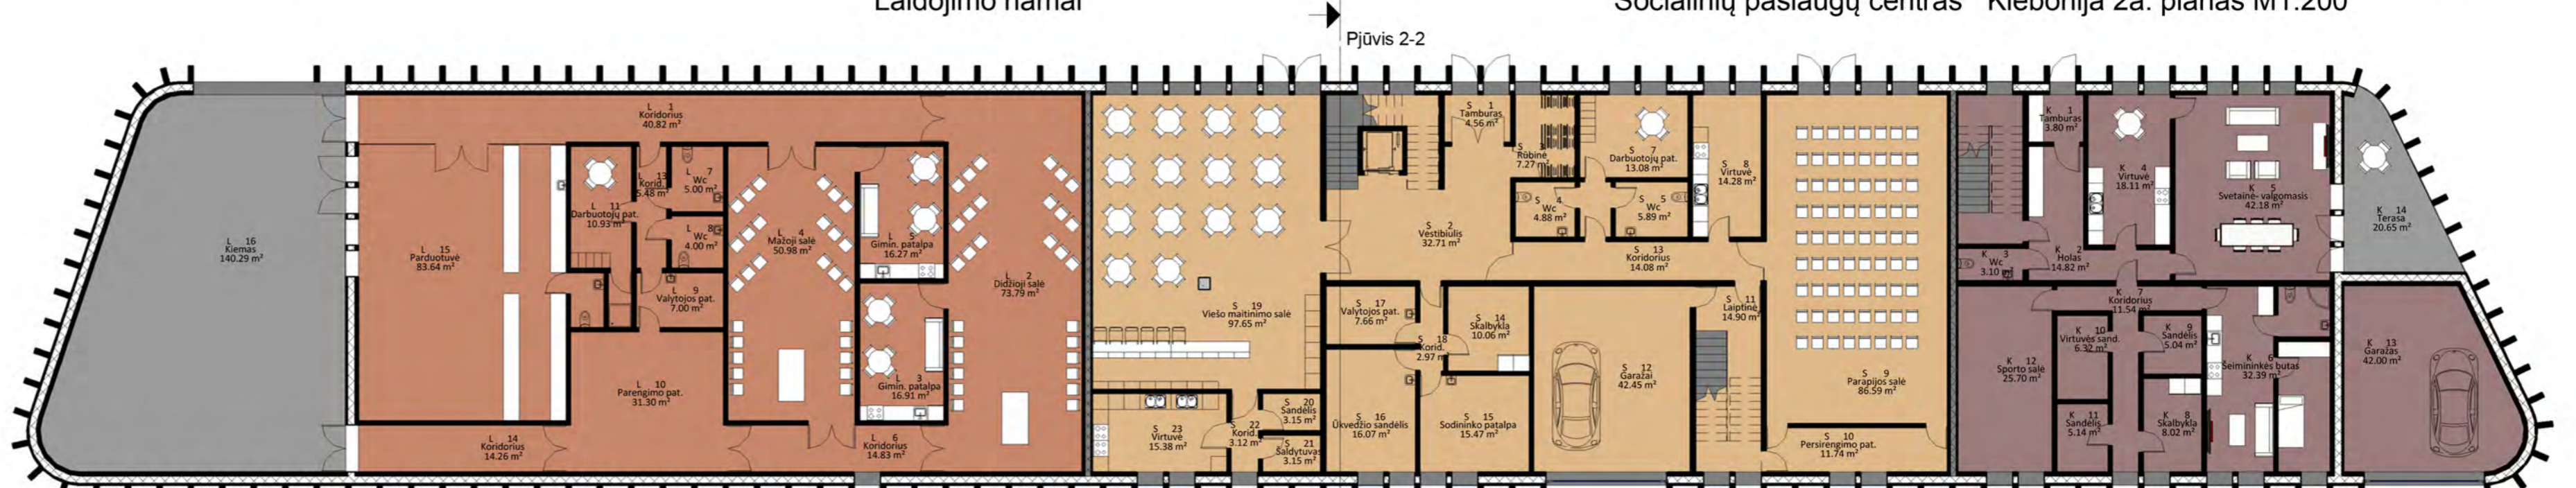 Laidojimo namai
Socialinių paslaugų centras Klebonija 2a. planas M1:200
Pjūvis 2-2
L 16
Kiemas
140.29 m²
L 15
Parduotuvė
83.64 m²
L 1
Koridorius
40.82 m²
L 11
Darbuotojų pat.
10.93 m²
L 13
Korid.
5.48 m²
L 7
Wc
5.00 m²
L 8
Wc
4.00 m²
L 9
Valytojos pat.
7.00 m²
L 10
Parengimo pat.
31.30 m²
L 14
Koridorius
14.26 m²
L 4
Mažoji salė
50.98 m²
L 5
Gimin. patalpa
16.27 m²
L 3
Gimin. patalpa
16.91 m²
L 6
Koridorius
14.83 m²
L 2
Didžioji salė
73.79 m²
S 19
Viešo maitinimo salė
97.65 m²
S 23
Virtuvė
15.38 m²
S 22
Korid.
3.12 m²
S 20
Sandėlis
3.15 m²
S 21
Šaldytuvas
3.15 m²
S 1
Tamburas
4.56 m²
S
Rūbinė
7.27 m²
S 2
Vestibiulis
32.71 m²
S 4
Wc
4.88 m²
S 5
Wc
5.89 m²
S 7
Darbuotojų pat.
13.08 m²
S 8
Virtuvė
14.28 m²
S 13
Koridorius
14.08 m²
S 17
Valytojos pat.
7.66 m²
S 18
Korid.
2.97 m²
S 14
Skalbykla
10.06 m²
S 16
Ūkvedžio sandėlis
16.07 m²
S 15
Sodininko patalpa
15.47 m²
S 12
Garažai
42.45 m²
S 11
Laiptinė
14.90 m²
S 9
Parapijos salė
86.59 m²
S 10
Persirengimo pat.
11.74 m²
K 1
Tamburas
3.80 m²
K 4
Virtuvė
18.11 m²
K 5
Svetainė- valgomasis
42.18 m²
K 14
Terasa
20.65 m²
K 3
Wc
3.10 m²
K 2
Holas
14.82 m²
K 7
Koridorius
11.54 m²
K 12
Sporto salė
25.70 m²
K 10
Virtuvės sand.
6.32 m²
K 9
Sandėlis
5.04 m²
K 11
Sandėlis
5.14 m²
K 8
Skalbykla
8.02 m²
K 6
Šeimininkės butas
32.39 m²
K 13
Garažas
42.00 m²